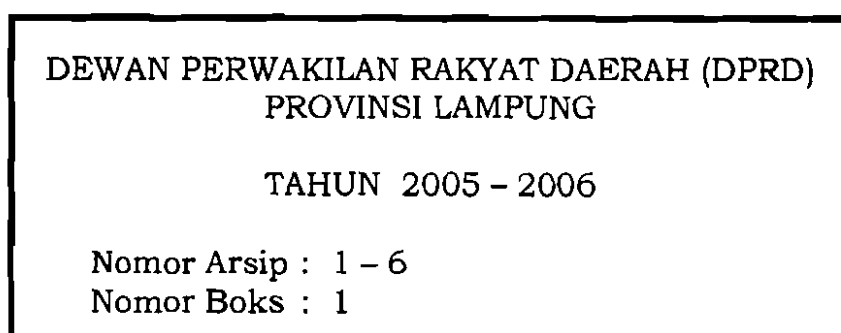 DEWAN PERWAKILAN RAKYAT DAERAH (DPRD)
PROVINSI LAMPUNG
TAHUN 2005 – 2006
Nomor Arsip : 1 – 6
Nomor Boks : 1